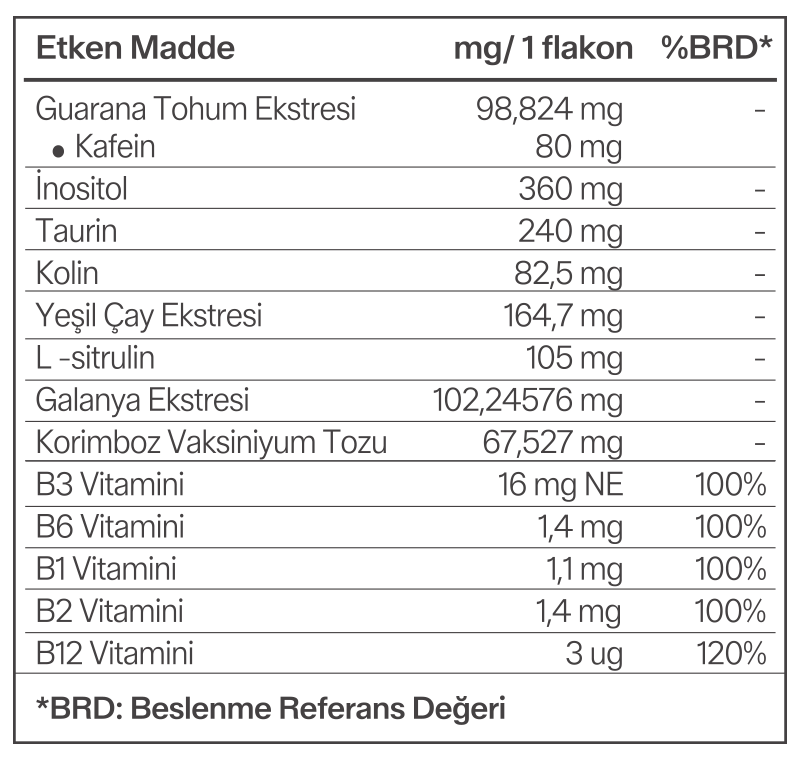 Etken Madde mg/ 1 flakon %BRD*
Guarana Tohum Ekstresi 98,824 mg -
• Kafein 80 mg
İnositol 360 mg -
Taurin 240 mg -
Kolin 82,5 mg -
Yeşil Çay Ekstresi 164,7 mg -
L -sitrulin 105 mg -
Galanya Ekstresi 102,24576 mg -
Korimboz Vaksiniyum Tozu 67,527 mg -
B3 Vitamini 16 mg NE 100%
B6 Vitamini 1,4 mg 100%
B1 Vitamini 1,1 mg 100%
B2 Vitamini 1,4 mg 100%
B12 Vitamini 3 ug 120%
*BRD: Beslenme Referans Değeri